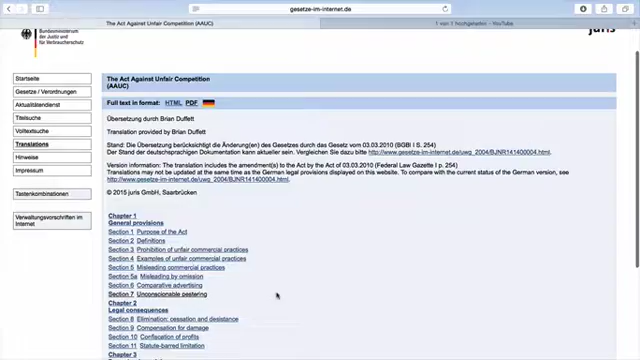 gesetze-im-internet.de
The Act Against Unfair Competition (AAUC)
1 von 1 hochgeladen - YouTube
Bundesministerium
der Justiz und
für Verbraucherschutz
juris
Startseite
Gesetze / Verordnungen
Aktualitätendienst
Titelsuche
Volltextsuche
Translations
Hinweise
Impressum
Tastenkombinationen
Verwaltungsvorschriften im
Internet
The Act Against Unfair Competition
(AAUC)
Full text in format: HTML PDF
Übersetzung durch Brian Duffett
Translation provided by Brian Duffett
Stand: Die Übersetzung berücksichtigt die Änderung(en) des Gesetzes durch das Gesetz vom 03.03.2010 (BGBl I S. 254)
Der Stand der deutschsprachigen Dokumentation kann aktueller sein. Vergleichen Sie dazu bitte http://www.gesetze-im-internet.de/uwg_2004/BJNR141400004.html.
Version information: The translation includes the amendment(s) to the Act by the Act of 03.03.2010 (Federal Law Gazette I p. 254)
Translations may not be updated at the same time as the German legal provisions displayed on this website. To compare with the current status of the German version, see
http://www.gesetze-im-internet.de/uwg_2004/BJNR141400004.html.
© 2015 juris GmbH, Saarbrücken
Chapter 1
General provisions
Section 1 Purpose of the Act
Section 2 Definitions
Section 3 Prohibition of unfair commercial practices
Section 4 Examples of unfair commercial practices
Section 5 Misleading commercial practices
Section 5a Misleading by omission
Section 6 Comparative advertising
Section 7 Unconscionable pestering
Chapter 2
Legal consequences
Section 8 Elimination; cessation and desistance
Section 9 Compensation for damage
Section 10 Confiscation of profits
Section 11 Statute-barred limitation
Chapter 3